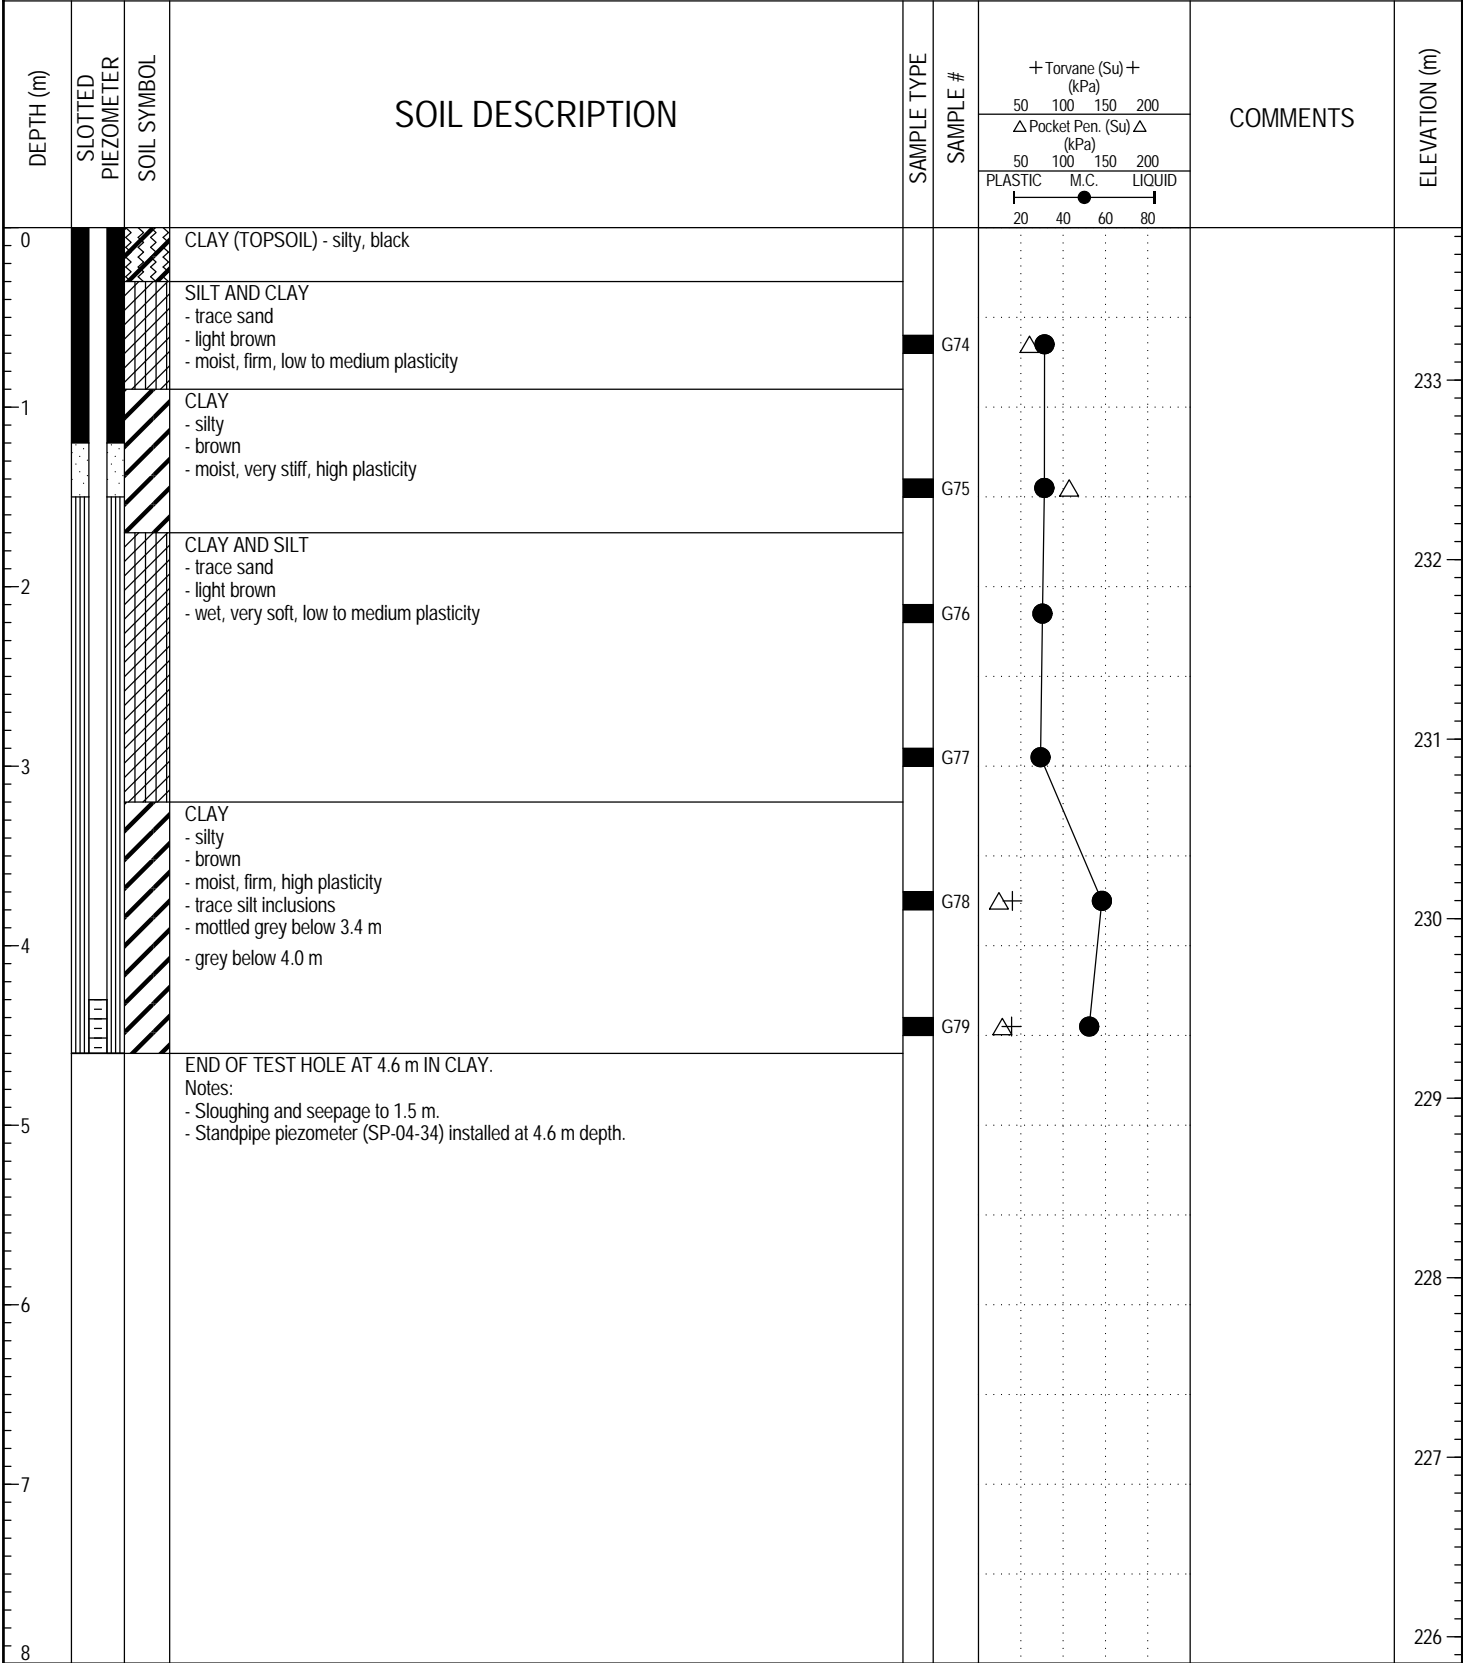 DEPTH (m)
SLOTTED
PIEZOMETER
SOIL SYMBOL
SOIL DESCRIPTION
SAMPLE TYPE
SAMPLE #
+ Torvane (Su) +
(kPa)
50 100 150 200
△ Pocket Pen. (Su) △
(kPa)
50 100 150 200
PLASTIC M.C. LIQUID
20 40 60 80
COMMENTS
ELEVATION (m)
0
CLAY (TOPSOIL) - silty, black
SILT AND CLAY
- trace sand
- light brown
- moist, firm, low to medium plasticity
G74
233
1
CLAY
- silty
- brown
- moist, very stiff, high plasticity
G75
CLAY AND SILT
232
- trace sand
2
- light brown
- wet, very soft, low to medium plasticity
G76
231
G77
3
CLAY
- silty
- brown
- moist, firm, high plasticity
- trace silt inclusions
G78
- mottled grey below 3.4 m
230
4
- grey below 4.0 m
G79
END OF TEST HOLE AT 4.6 m IN CLAY.
Notes:
229
- Sloughing and seepage to 1.5 m.
5
- Standpipe piezometer (SP-04-34) installed at 4.6 m depth.
228
6
227
7
226
8